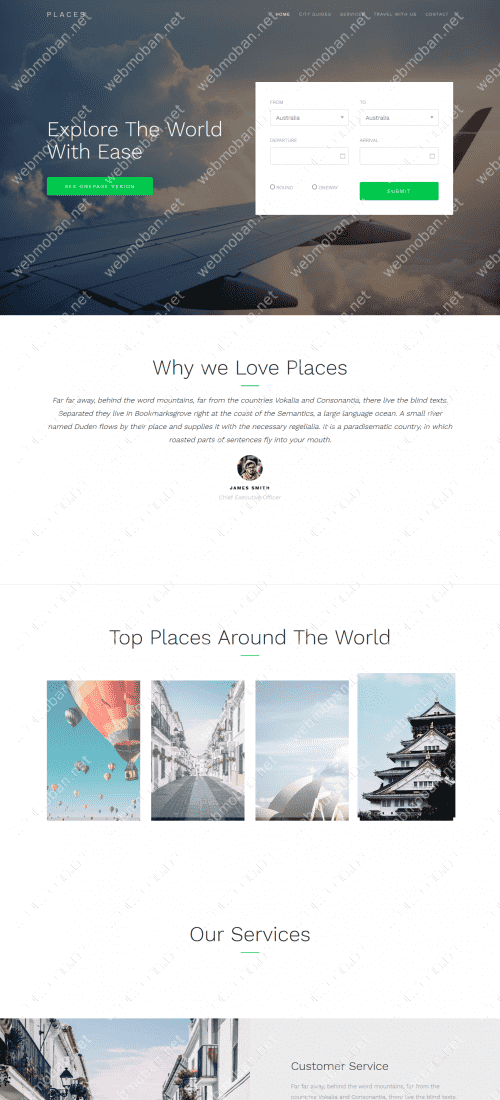 PLACES
HOME CITY GUIDES SERVICES TRAVEL WITH US CONTACT
Explore The World
With Ease
SEE ONEPAGE VERSION
FROM TO
Australia Australia
DEPARTURE ARRIVAL
ROUND ONEWAY SUBMIT
Why we Love Places
Far far away, behind the word mountains, far from the countries Vokalia and Consonantia, there live the blind texts.
Separated they live in Bookmarksgrove right at the coast of the Semantics, a large language ocean. A small river
named Duden flows by their place and supplies it with the necessary regelialia. It is a paradisematic country, in which
roasted parts of sentences fly into your mouth.
JAMES SMITH
Chief Executive Officer
Top Places Around The World
Our Services
Customer Service
Far far away, behind the word mountains, far from the
countries Vokalia and Consonantia, there live the blind texts.
webmoban.net